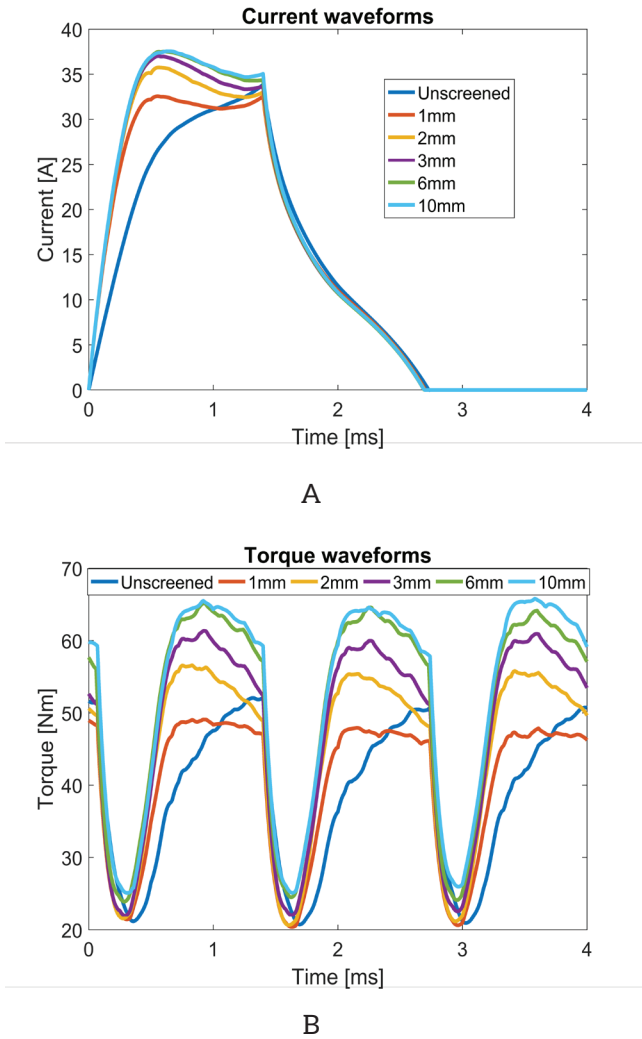 Current waveforms
40
35
30
25
20
15
10
5
0
Current [A]
Unscreened
1mm
2mm
3mm
6mm
10mm
0 1 2 3 4
Time [ms]
A
Torque waveforms
70
60
50
40
30
20
Torque [Nm]
Unscreened 1mm 2mm 3mm 6mm 10mm
0 1 2 3 4
Time [ms]
B